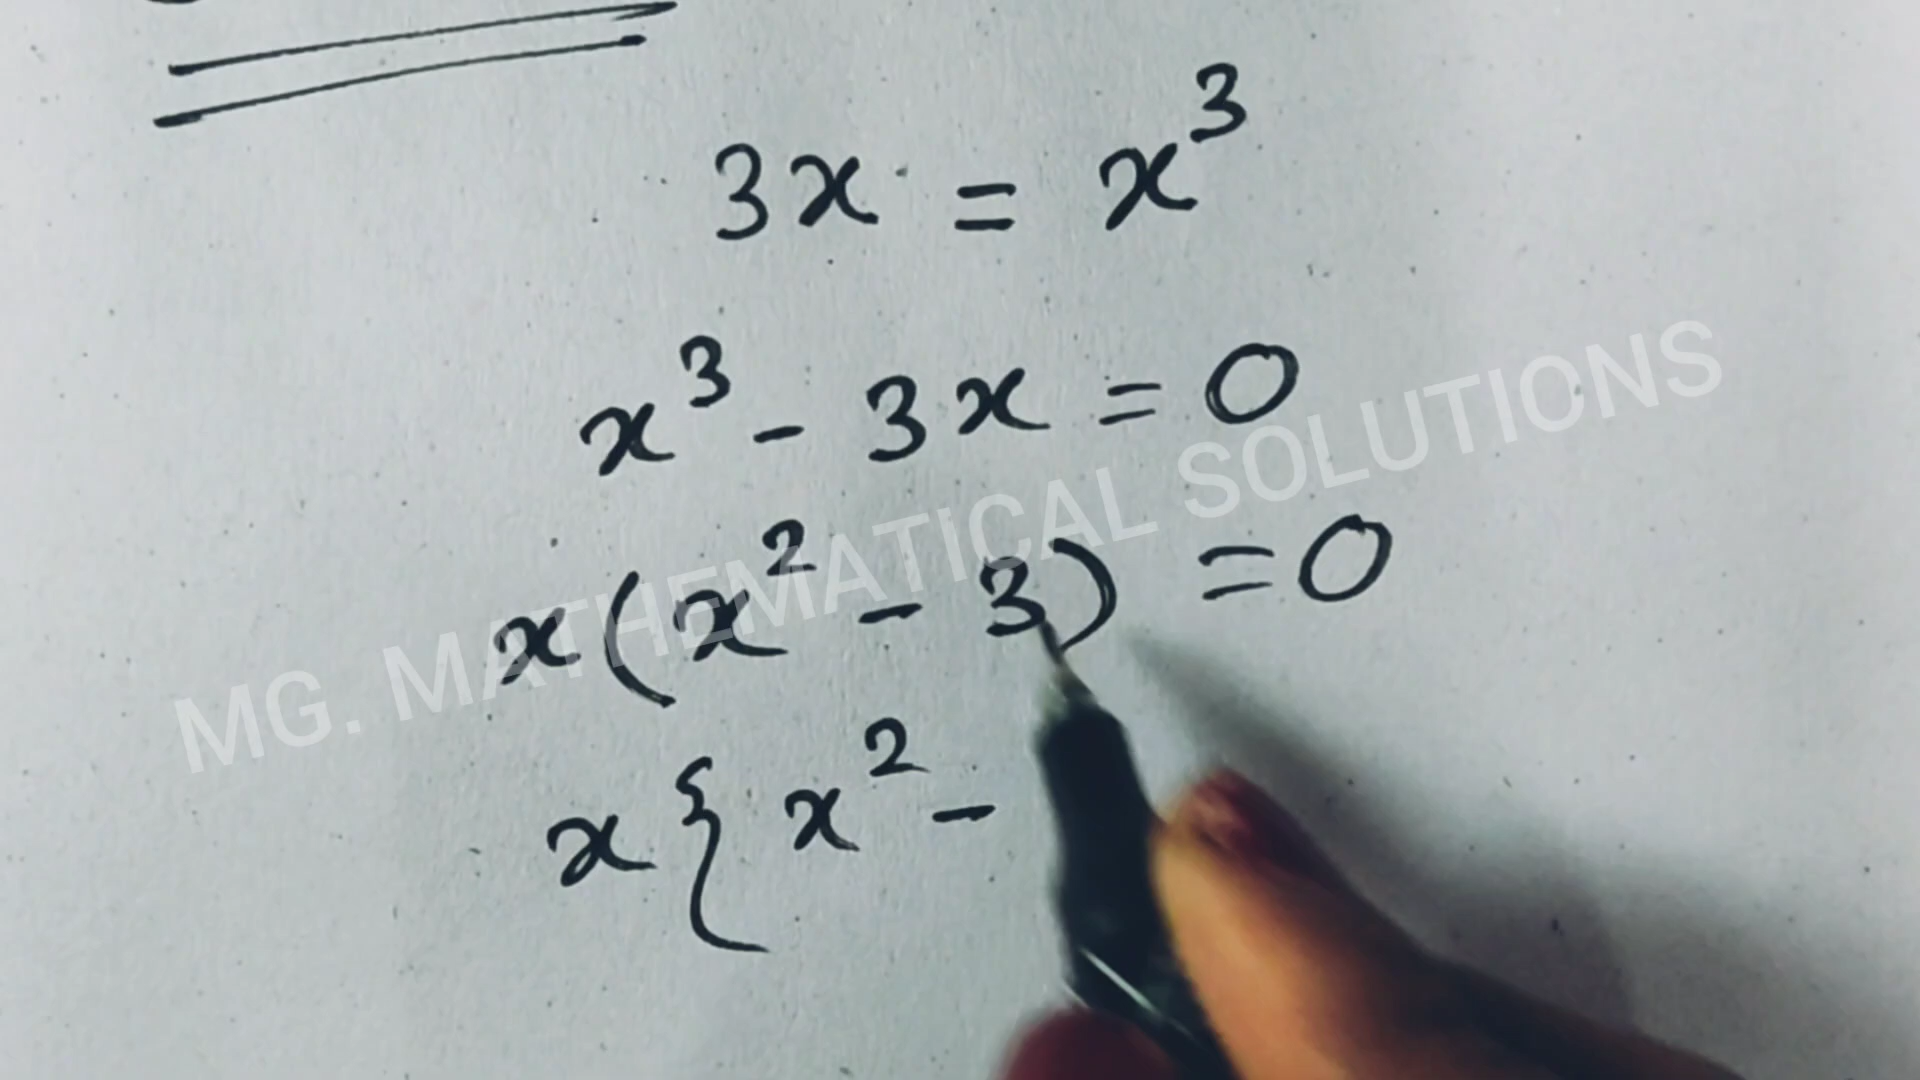 3x = x³
x³ - 3x = 0
x(x² - 3) = 0
x{x² -
MG. MATHEMATICAL SOLUTIONS